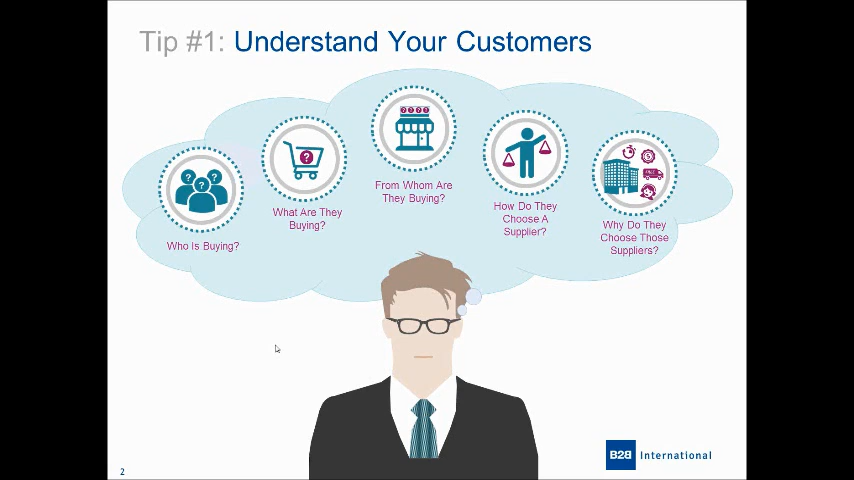 Tip #1: Understand Your Customers
Who Is Buying?
What Are They
Buying?
From Whom Are
They Buying?
How Do They
Choose A
Supplier?
Why Do They
Choose Those
Suppliers?
2
B2B International